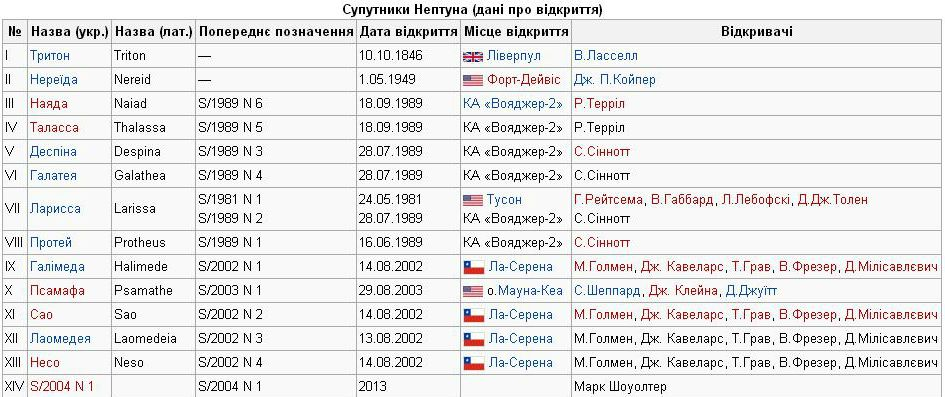 Супутники Нептуна (дані про відкриття)
№ Назва (укр.) Назва (лат.) Попереднє позначення Дата відкриття Місце відкриття Відкривачі
I Тритон Triton — 10.10.1846 Ліверпул В.Ласселл
II Нереїда Nereid — 1.05.1949 Форт-Дейвіс Дж. П.Койпер
III Наяда Naiad S/1989 N 6 18.09.1989 КА «Вояджер-2» Р.Терріл
IV Таласса Thalassa S/1989 N 5 18.09.1989 КА «Вояджер-2» Р.Терріл
V Деспіна Despina S/1989 N 3 28.07.1989 КА «Вояджер-2» С.Сіннотт
VI Галатея Galathea S/1989 N 4 28.07.1989 КА «Вояджер-2» С.Сіннотт
VII Ларисса Larissa S/1981 N 1 24.05.1981 Тусон Г.Рейтсема, В.Габбард, Л.Лебофскі, Д.Дж.Толен
S/1989 N 2 28.07.1989 КА «Вояджер-2» С.Сіннотт
VIII Протей Protheus S/1989 N 1 16.06.1989 КА «Вояджер-2» С.Сіннотт
IX Галімеда Halimede S/2002 N 1 14.08.2002 Ла-Серена М.Голмен, Дж. Кавеларс, Т.Грав, В.Фрезер, Д.Мілісавлєвич
X Псамафа Psamathe S/2003 N 1 29.08.2003 о.Мауна-Кеа С.Шеппард, Дж. Клейна, Д.Джуїтт
XI Сао Sao S/2002 N 2 14.08.2002 Ла-Серена М.Голмен, Дж. Кавеларс, Т.Грав, В.Фрезер, Д.Мілісавлєвич
XII Лаомедея Laomedeia S/2002 N 3 13.08.2002 Ла-Серена М.Голмен, Дж. Кавеларс, Т.Грав, В.Фрезер, Д.Мілісавлєвич
XIII Несо Neso S/2002 N 4 14.08.2002 Ла-Серена М.Голмен, Дж. Кавеларс, Т.Грав, В.Фрезер, Д.Мілісавлєвич
XIV S/2004 N 1 S/2004 N 1 2013 Марк Шоуолтер